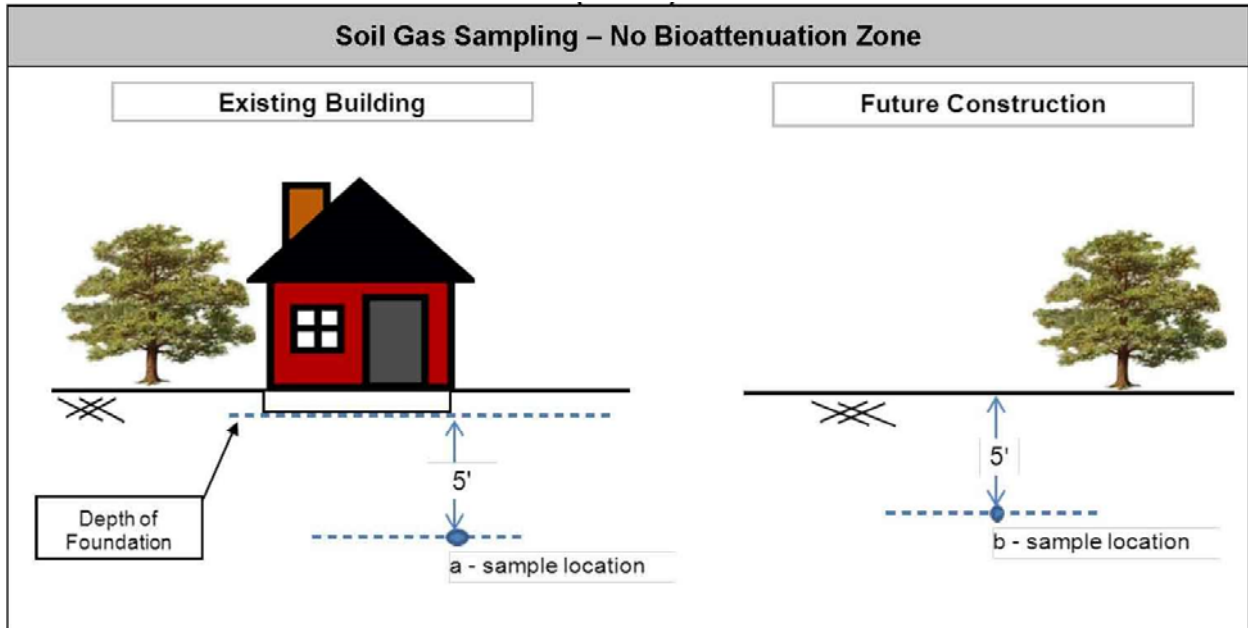 Soil Gas Sampling – No Bioattenuation Zone
Existing Building
Future Construction
5'
Depth of
Foundation
a - sample location
5'
b - sample location